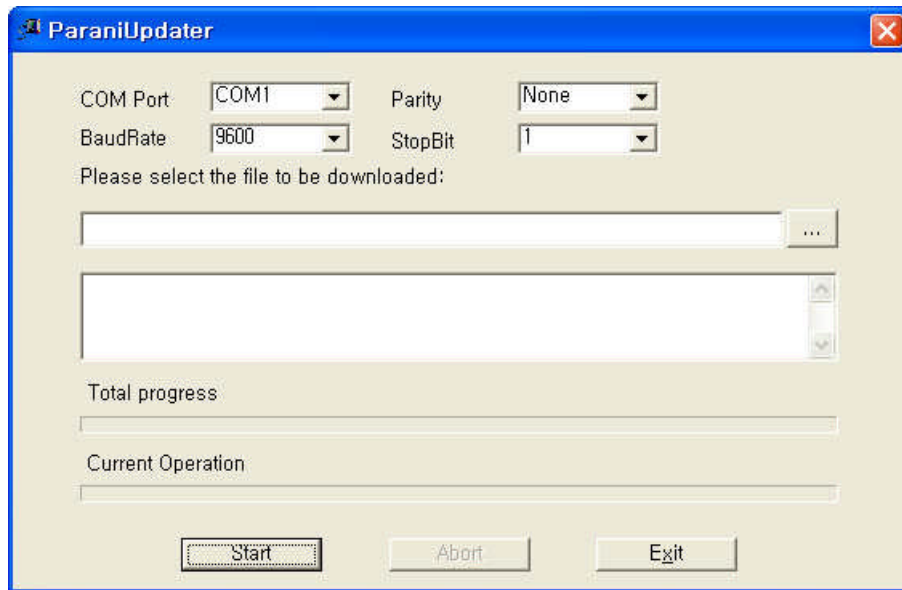 ParaniUpdater
COM Port COM1 Parity None
BaudRate 9600 StopBit 1
Please select the file to be downloaded:
...
Total progress
Current Operation
Start Abort Exit